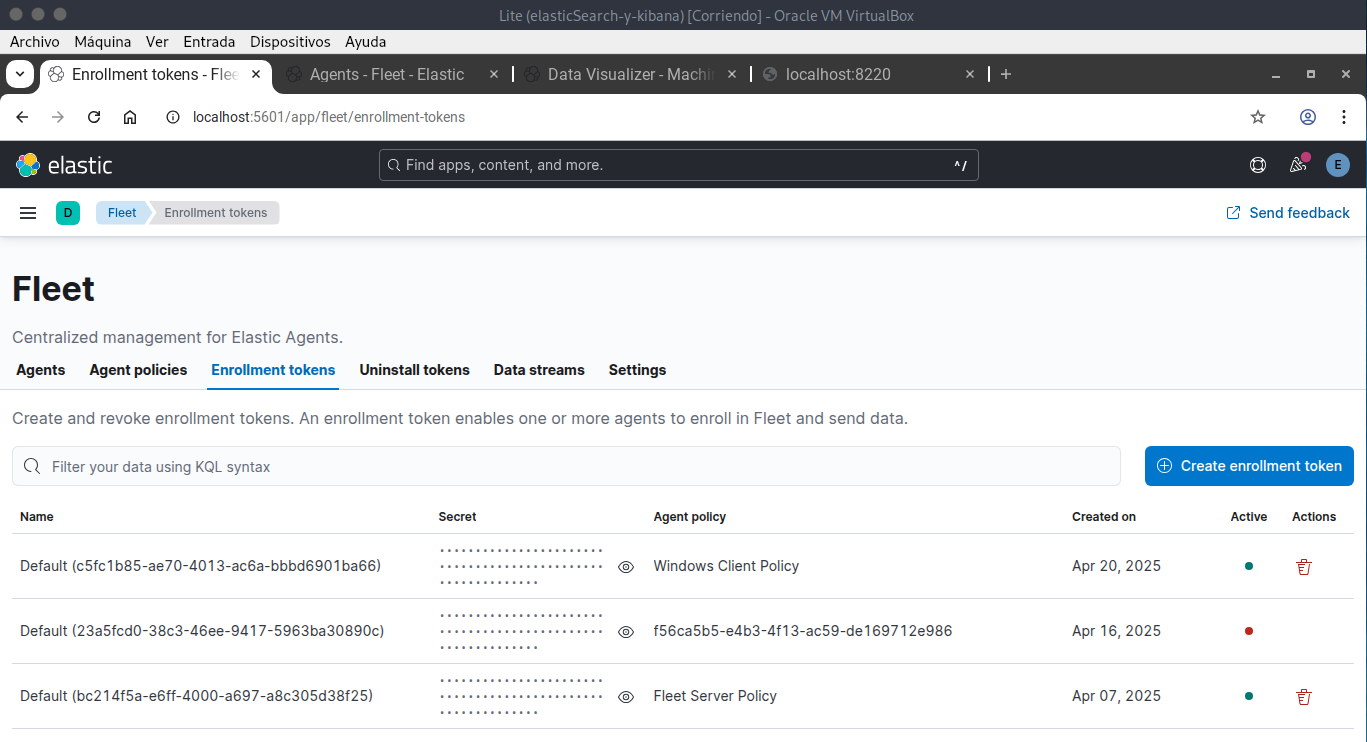 Lite (elasticSearch-y-kibana) [Corriendo] - Oracle VM VirtualBox
Archivo Máquina Ver Entrada Dispositivos Ayuda
Enrollment tokens - Flee Agents - Fleet - Elastic Data Visualizer - Machin localhost:8220
localhost:5601/app/fleet/enrollment-tokens
elastic Find apps, content, and more. ^/ E
D Fleet Enrollment tokens Send feedback
Fleet
Centralized management for Elastic Agents.
Agents Agent policies Enrollment tokens Uninstall tokens Data streams Settings
Create and revoke enrollment tokens. An enrollment token enables one or more agents to enroll in Fleet and send data.
Filter your data using KQL syntax Create enrollment token
Name Secret Agent policy Created on Active Actions
Default (c5fc1b85-ae70-4013-ac6a-bbbd6901ba66) Windows Client Policy Apr 20, 2025
Default (23a5fcd0-38c3-46ee-9417-5963ba30890c) f56ca5b5-e4b3-4f13-ac59-de169712e986 Apr 16, 2025
Default (bc214f5a-e6ff-4000-a697-a8c305d38f25) Fleet Server Policy Apr 07, 2025